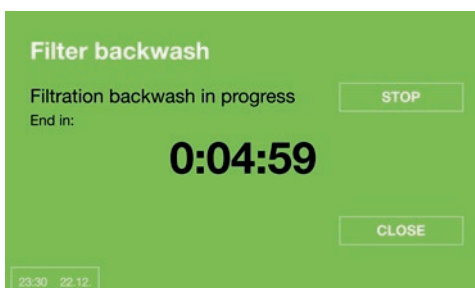 Filter backwash
Filtration backwash in progress
STOP
End in:
0:04:59
CLOSE
23:30 22.12.